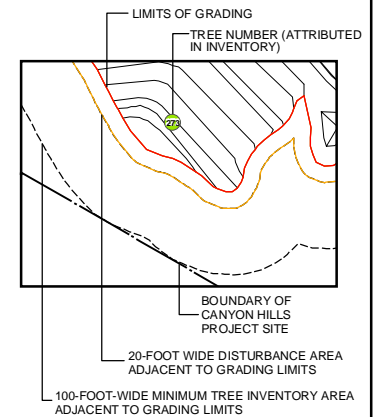 LIMITS OF GRADING
TREE NUMBER (ATTRIBUTED
IN INVENTORY)
273
BOUNDARY OF
CANYON HILLS
PROJECT SITE
20-FOOT WIDE DISTURBANCE AREA
ADJACENT TO GRADING LIMITS
100-FOOT-WIDE MINIMUM TREE INVENTORY AREA
ADJACENT TO GRADING LIMITS